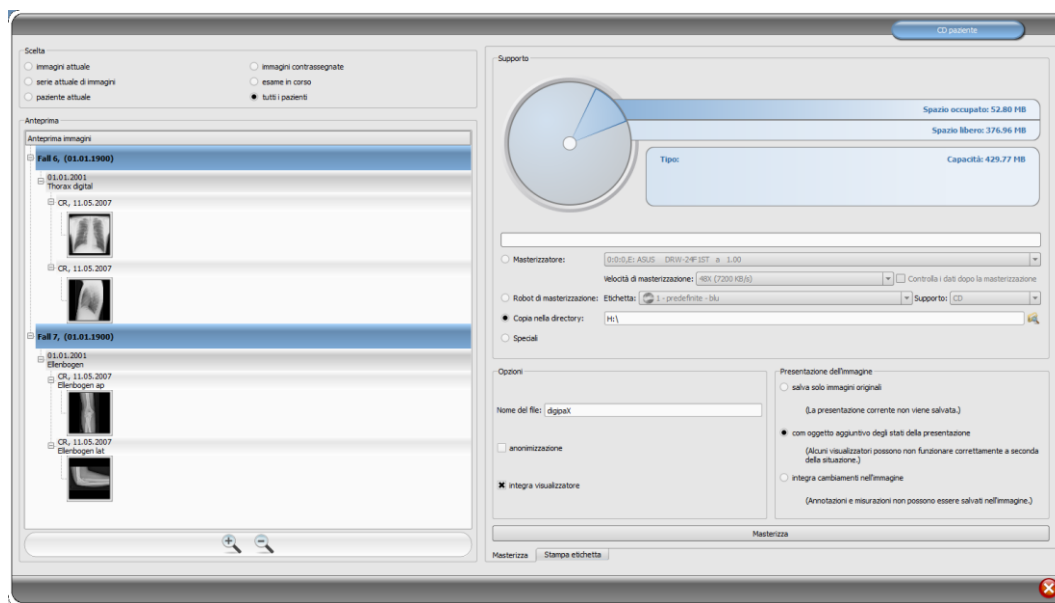 CD paziente
Scelta
immagini attuale
immagini contrassegnate
serie attuale di immagini
esame in corso
paziente attuale
tutti i pazienti
Anteprima
Anteprima immagini
Fall 6, (01.01.1900)
01.01.2001
Thorax digital
CR, 11.05.2007
CR, 11.05.2007
Fall 7, (01.01.1900)
01.01.2001
Ellenbogen
CR, 11.05.2007
Ellenbogen ap
CR, 11.05.2007
Ellenbogen lat
Supporto
Spazio occupato: 52.80 MB
Spazio libero: 376.96 MB
Tipo:
Capacità: 429.77 MB
Masterizzatore: 0:0:0,E: ASUS DRW-24F1ST a 1.00
Velocità di masterizzazione: 48X (7200 KB/s) Controlla i dati dopo la masterizzazione
Robot di masterizzazione: Etichetta: 1 - predefinite - blu Supporto: CD
Copia nella directory: H:\
Speciali
Opzioni
Nome del file: digipaX
anonimizzazione
integra visualizzatore
Presentazione dell'immagine
salva solo immagini originali
(La presentazione corrente non viene salvata.)
com oggetto aggiuntivo degli stati della presentazione
(Alcuni visualizzatori possono non funzionare correttamente a seconda
della situazione.)
integra cambiamenti nell'immagine
(Annotazioni e misurazioni non possono essere salvati nell'immagine.)
Masterizza
Masterizza Stampa etichetta